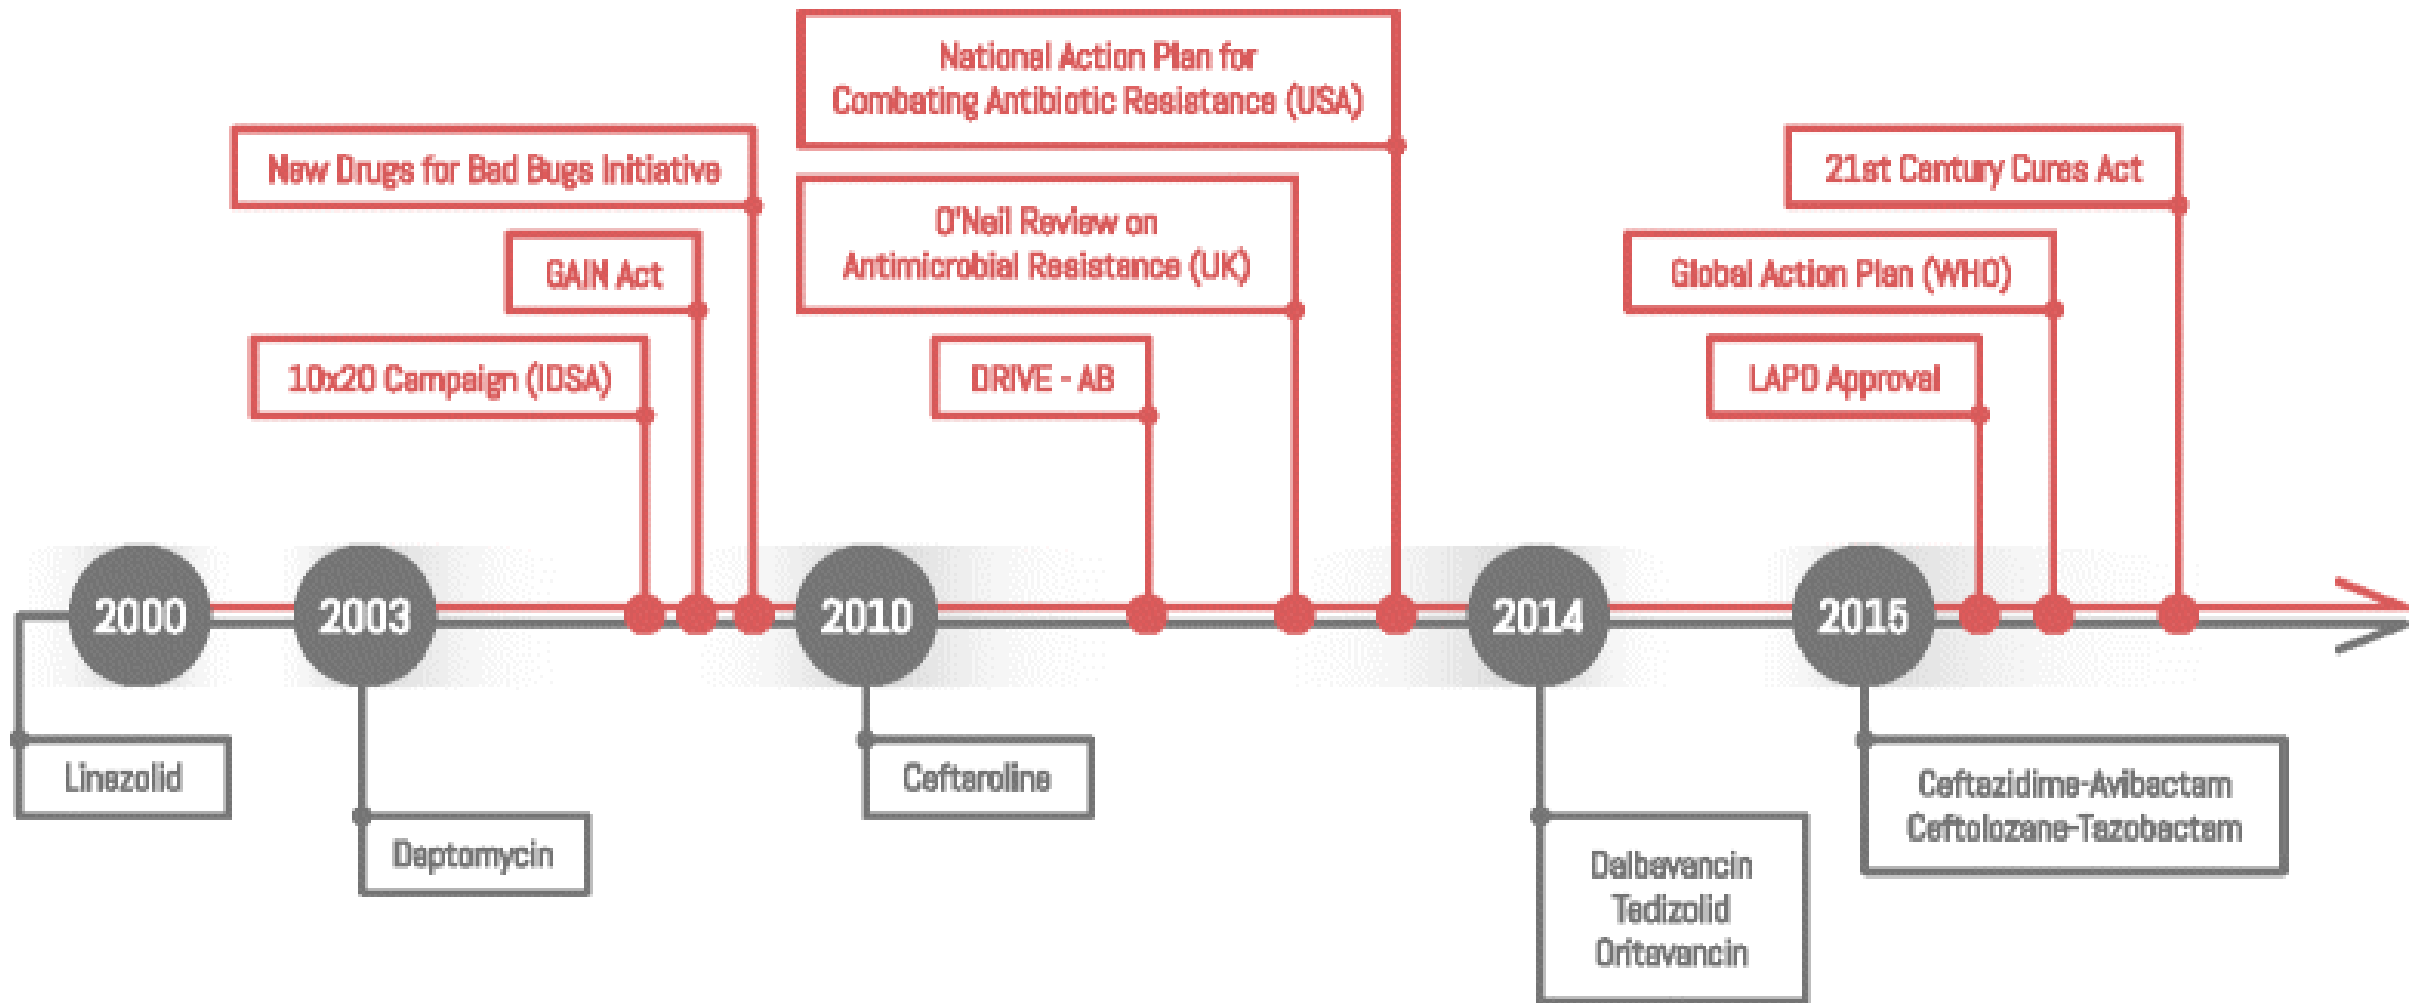 National Action Plan for
Combating Antibiotic Resistance (USA)
New Drugs for Bad Bugs Initiative
21st Century Cures Act
O'Neil Review on
Antimicrobial Resistance (UK)
GAIN Act
Global Action Plan (WHO)
10x20 Campaign (IDSA)
DRIVE - AB
LAPD Approval
2000
2003
2010
2014
2015
Linezolid
Daptomycin
Ceftaroline
Dalbavancin
Tedizolid
Oritavancin
Ceftazidime-Avibactam
Ceftolozane-Tazobactam